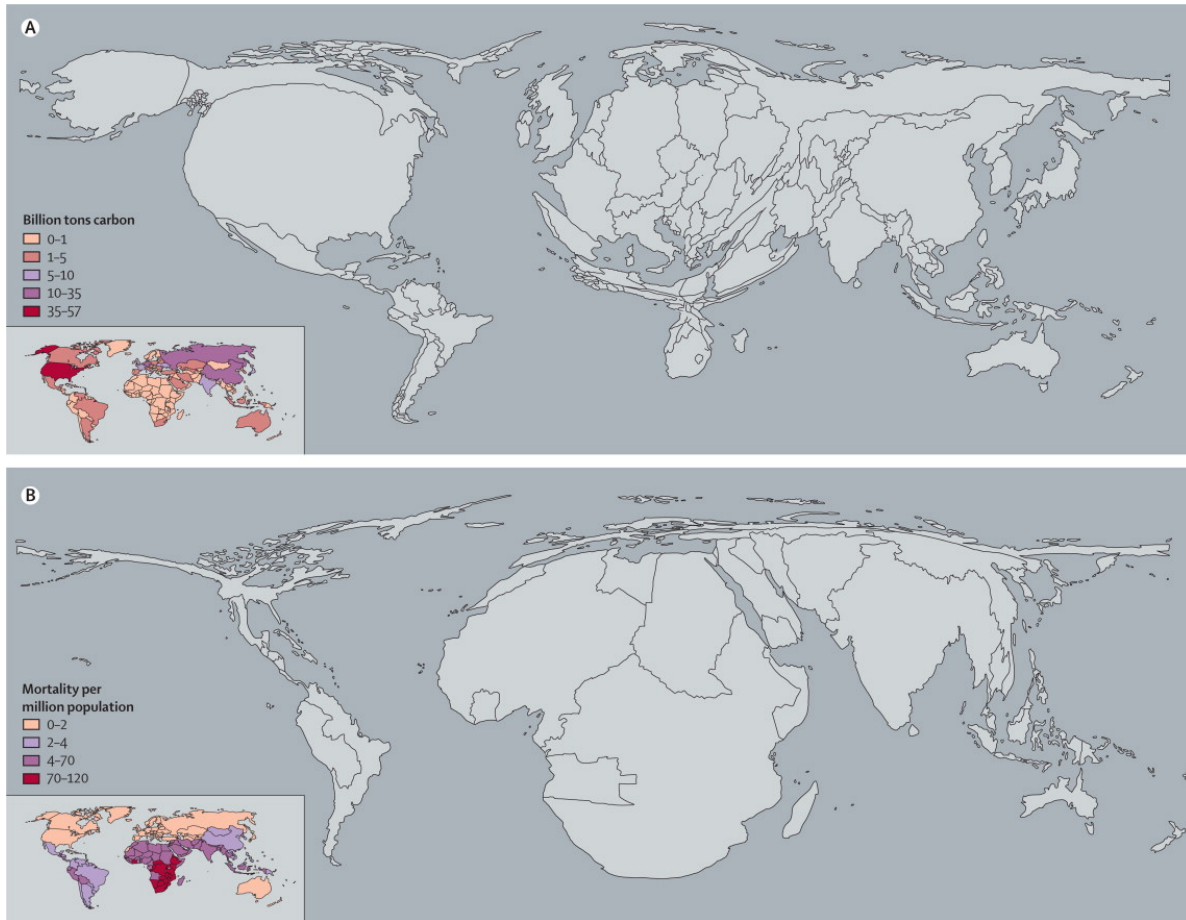 A
Billion tons carbon
0–1
1–5
5–10
10–35
35–57
B
Mortality per
million population
0–2
2–4
4–70
70–120